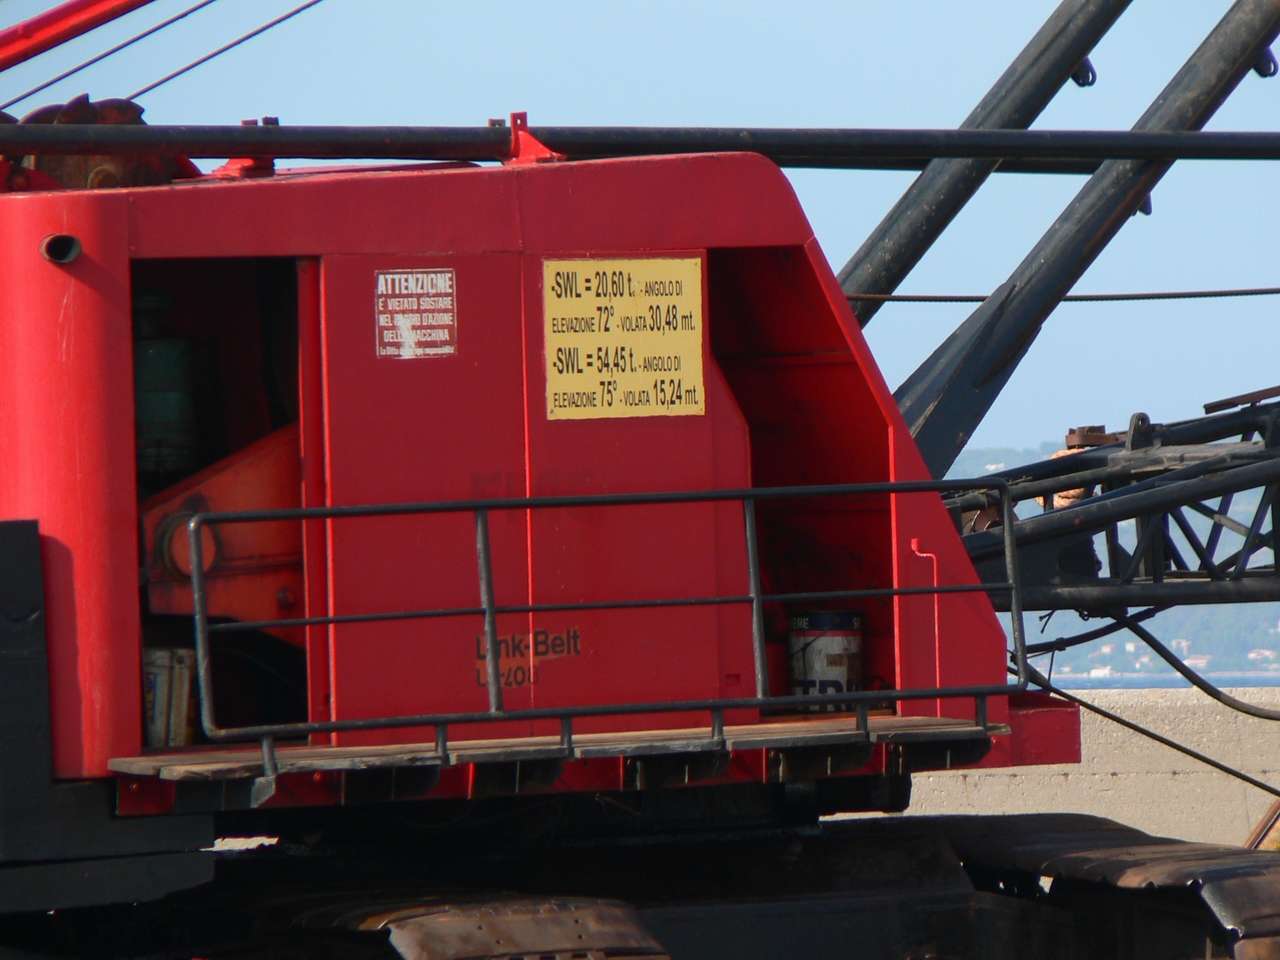 ATTENZIONE
E' VIETATO SOSTARE
NEL RAGGIO D'AZIONE
DELLA MACCHINA
-SWL = 20,60 t. - ANGOLO DI
ELEVAZIONE 72° - VOLATA 30,48 mt.
-SWL = 54,45 t. - ANGOLO DI
ELEVAZIONE 75° - VOLATA 15,24 mt.
Link-Belt